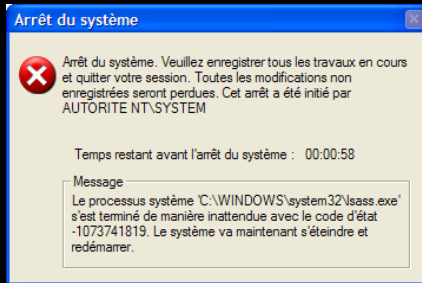 Arrêt du système
Arrêt du système. Veuillez enregistrer tous les travaux en cours
et quitter votre session. Toutes les modifications non
enregistrées seront perdues. Cet arrêt a été initié par
AUTORITE NT\SYSTEM
Temps restant avant l'arrêt du système : 00:00:58
Message
Le processus système 'C:\WINDOWS\system32\lsass.exe'
s'est terminé de manière inattendue avec le code d'état
-1073741819. Le système va maintenant s'éteindre et
redémarrer.